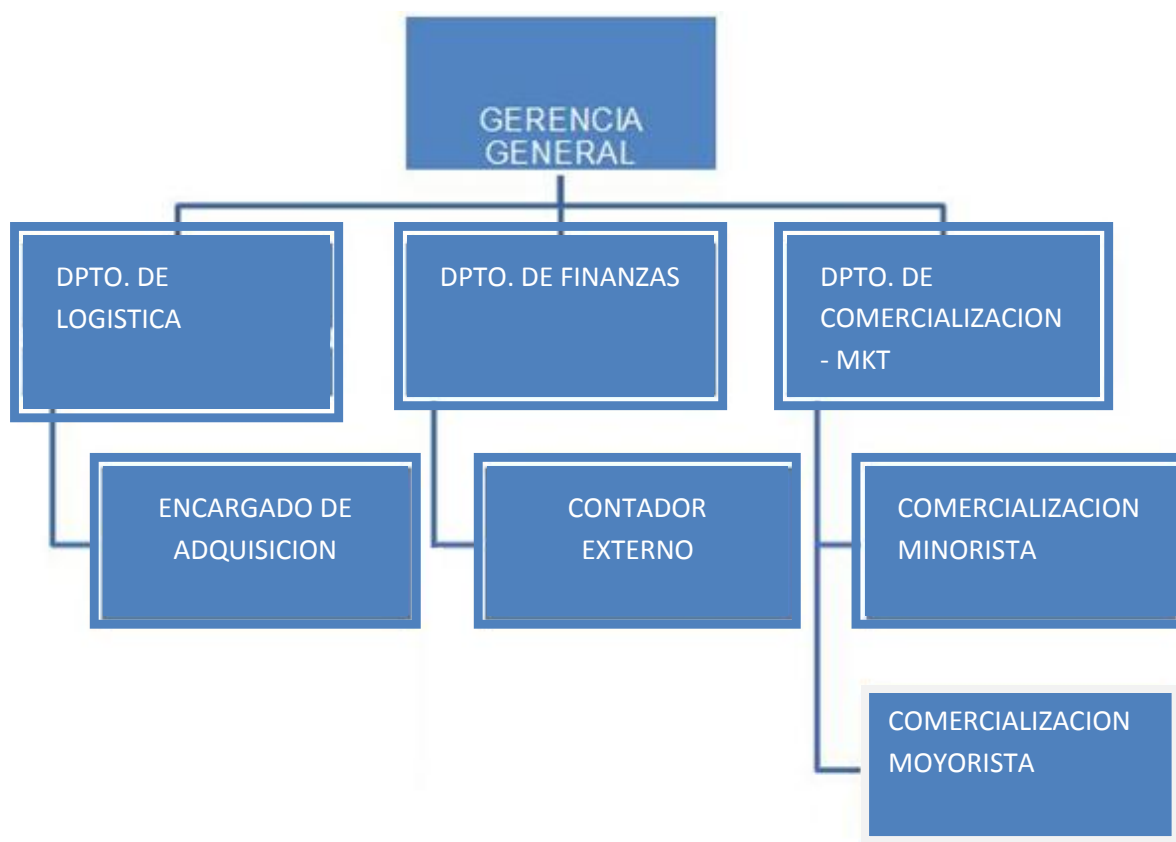 GERENCIA
GENERAL
DPTO. DE
LOGISTICA
DPTO. DE FINANZAS
DPTO. DE
COMERCIALIZACION
- MKT
ENCARGADO DE
ADQUISICION
CONTADOR
EXTERNO
COMERCIALIZACION
MINORISTA
COMERCIALIZACION
MOYORISTA